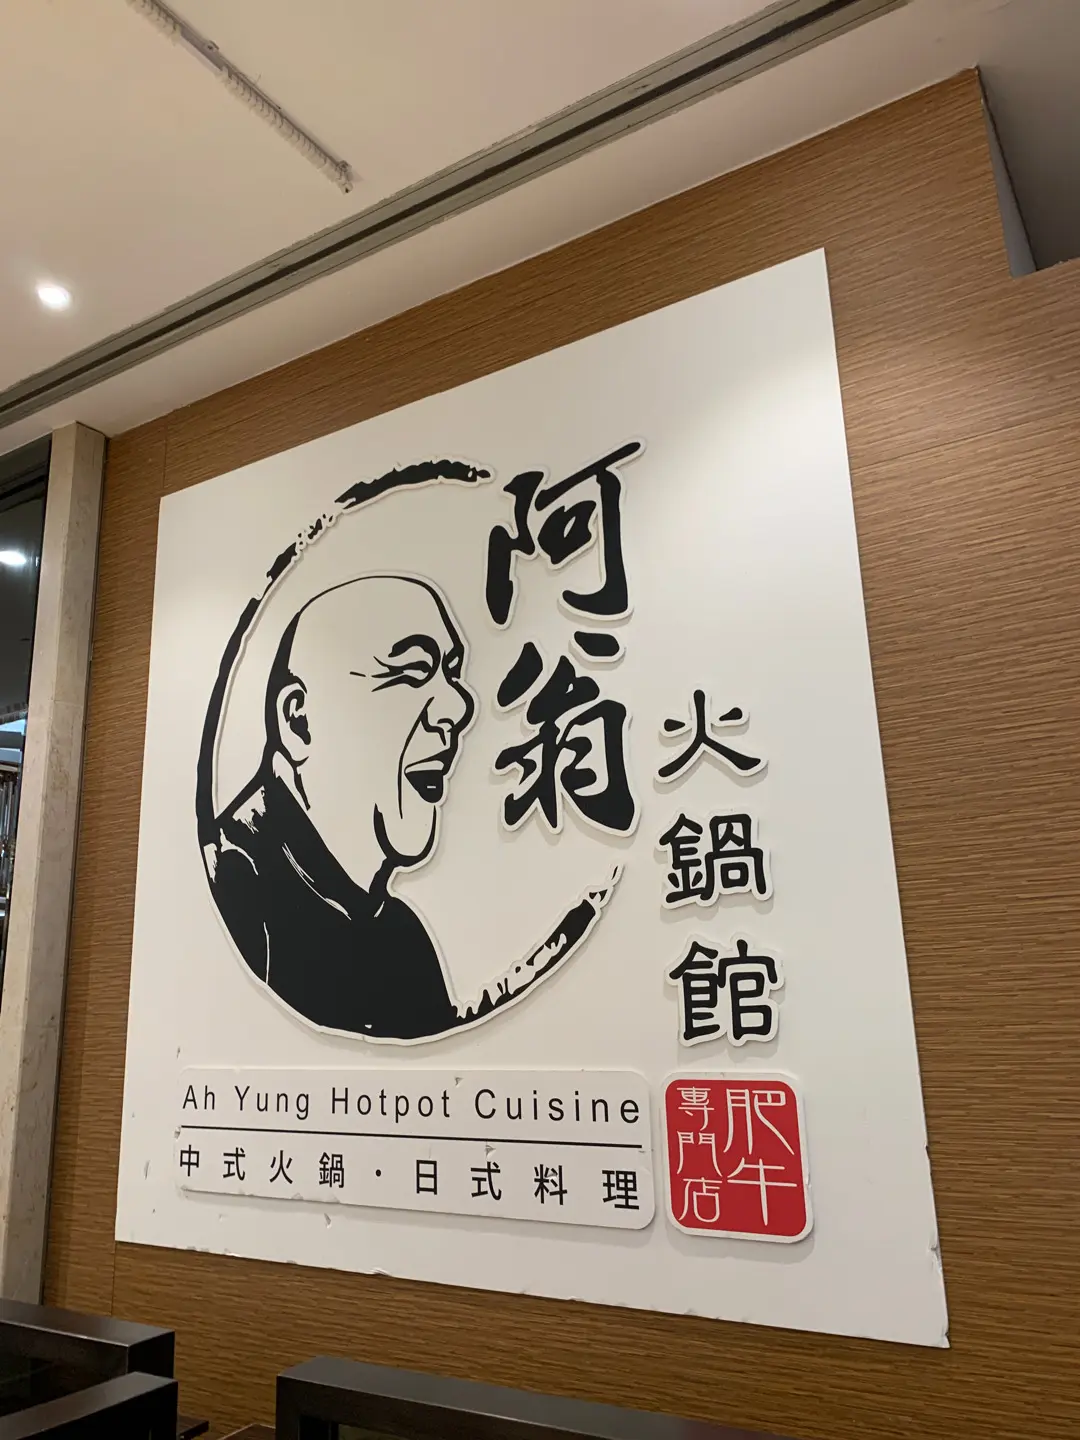 阿翁
火鍋館
肥牛
專門店
Ah Yung Hotpot Cuisine
中式火鍋·日式料理